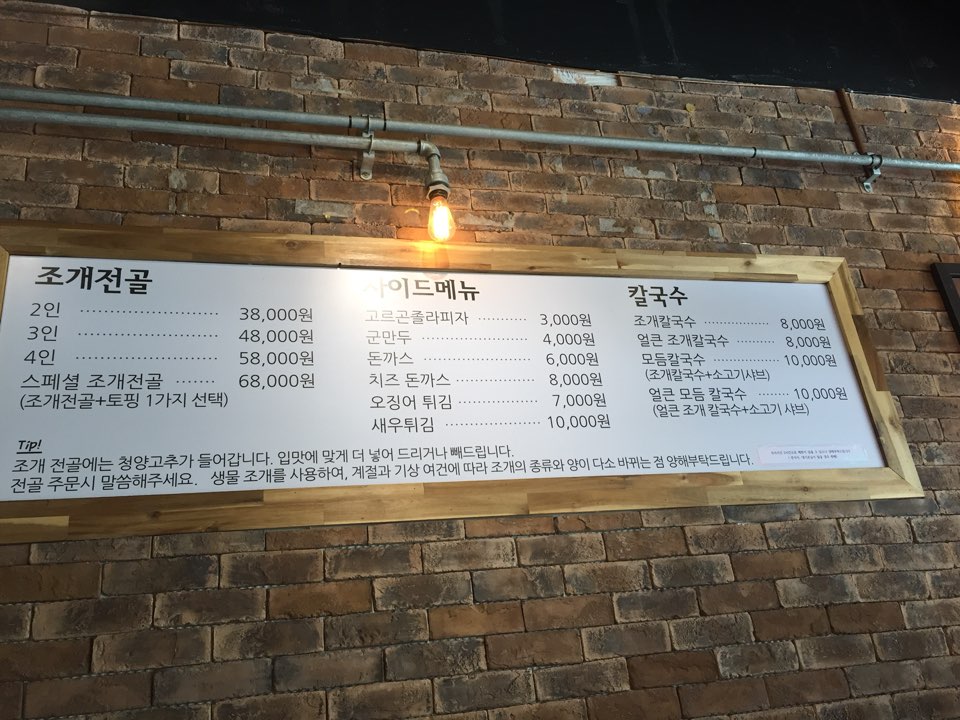 조개전골
2인 ........................ 38,000원
3인 ........................ 48,000원
4인 ........................ 58,000원
스페셜 조개전골 ....... 68,000원
(조개전골+토핑 1가지 선택)
사이드메뉴
고르곤졸라피자 ............ 3,000원
군만두 ..................... 4,000원
돈까스 ..................... 6,000원
치즈 돈까스 ............... 8,000원
오징어 튀김 ............... 7,000원
새우튀김 .................. 10,000원
칼국수
조개칼국수 ................ 8,000원
얼큰 조개칼국수 .......... 8,000원
모듬칼국수 ................ 10,000원
(조개칼국수+소고기샤브)
얼큰 모듬 칼국수 ........ 10,000원
(얼큰 조개 칼국수+소고기 샤브)
Tip!
조개 전골에는 청양고추가 들어갑니다. 입맛에 맞게 더 넣어 드리거나 빼드립니다.
전골 주문시 말씀해주세요. 생물 조개를 사용하여, 계절과 기상 여건에 따라 조개의 종류와 양이 다소 바뀌는 점 양해부탁드립니다.